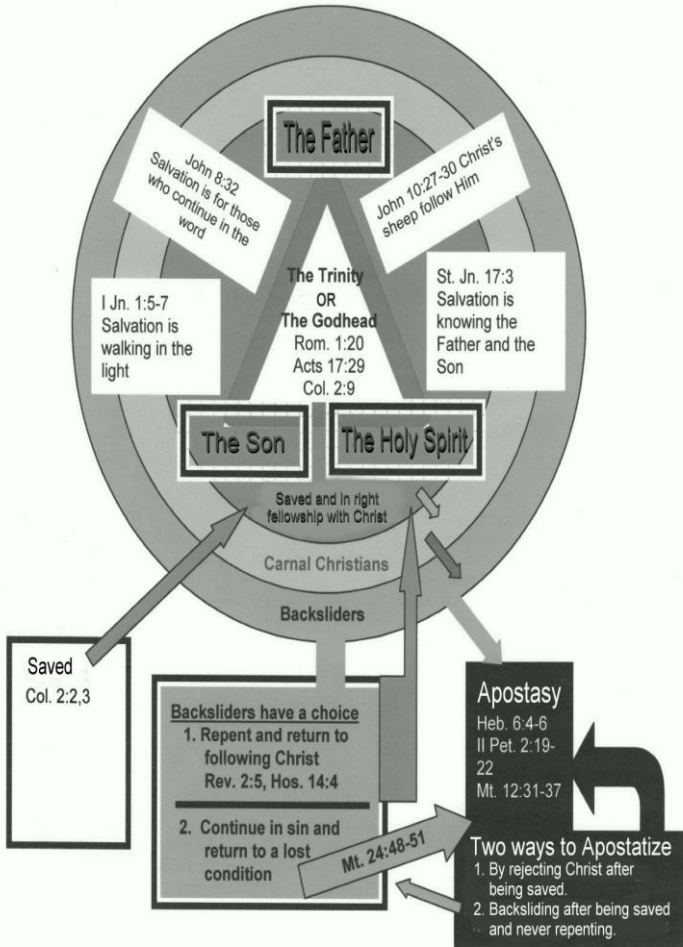 The Father
John 8:32
Salvation is for those
who continue in the
word
John 10:27-30 Christ's
sheep follow Him
I Jn. 1:5-7
Salvation is
walking in the
light
The Trinity
OR
The Godhead
Rom. 1:20
Acts 17:29
Col. 2:9
St. Jn. 17:3
Salvation is
knowing the
Father and the
Son
The Son
The Holy Spirit
Saved and in right
fellowship with Christ
Carnal Christians
Backsliders
Saved
Col. 2:2,3
Backsliders have a choice
1. Repent and return to
following Christ
Rev. 2:5, Hos. 14:4
2. Continue in sin and
return to a lost
condition
Mt. 24:48-51
Apostasy
Heb. 6:4-6
II Pet. 2:19-
22
Mt. 12:31-37
Two ways to Apostatize
1. By rejecting Christ after
being saved.
2. Backsliding after being saved
and never repenting.